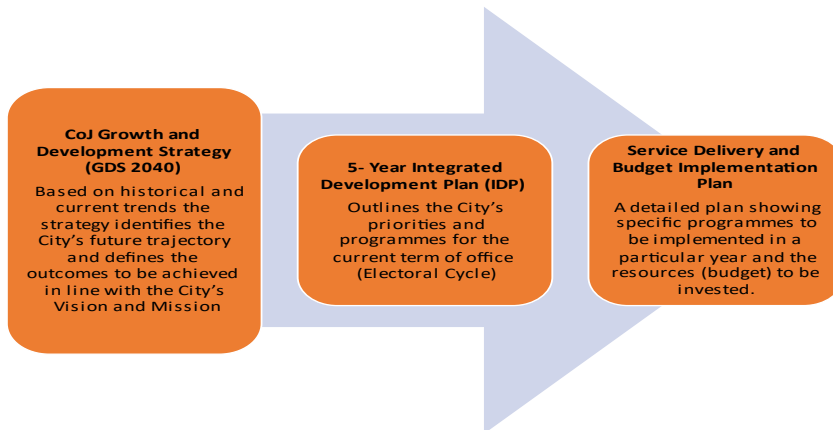 CoJ Growth and
Development Strategy
(GDS 2040)
Based on historical and
current trends the
strategy identifies the
City's future trajectory
and defines the
outcomes to be achieved
in line with the City's
Vision and Mission
5- Year Integrated
Development Plan (IDP)
Outlines the City's
priorities and
programmes for the
current term of office
(Electoral Cycle)
Service Delivery and
Budget Implementation
Plan
A detailed plan showing
specific programmes to
be implemented in a
particular year and the
resources (budget) to be
invested.